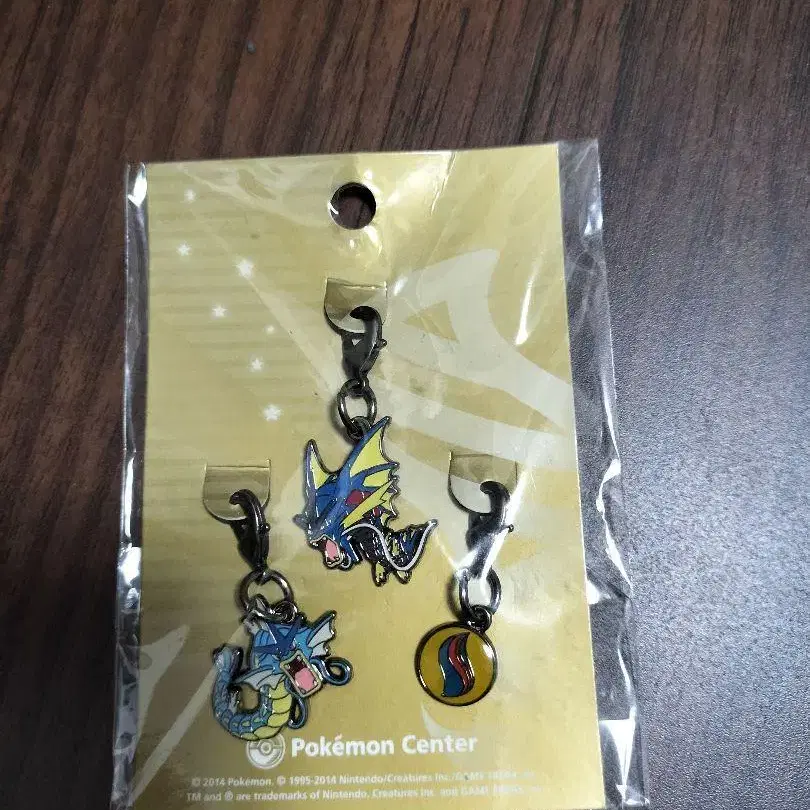 Pokémon Center
© 2014 Pokémon. © 1995-2014 Nintendo/Creatures Inc./GAME FREAK
TM and ® are trademarks of Nintendo, Creatures Inc. and GAME FREAK Inc.